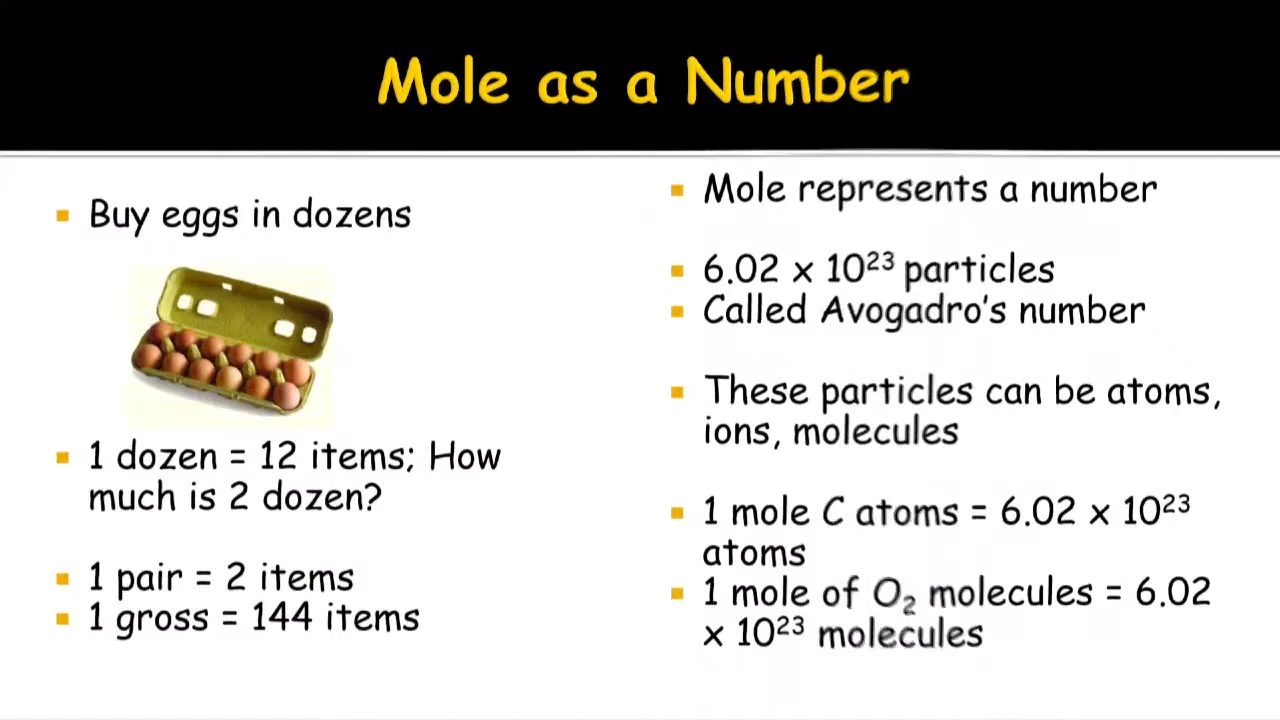 Mole as a Number
▪ Buy eggs in dozens
▪ 1 dozen = 12 items; How
much is 2 dozen?
▪ 1 pair = 2 items
▪ 1 gross = 144 items
▪ Mole represents a number
▪ 6.02 x 10²³ particles
▪ Called Avogadro’s number
▪ These particles can be atoms,
ions, molecules
▪ 1 mole C atoms = 6.02 x 10²³
atoms
▪ 1 mole of O₂ molecules = 6.02
x 10²³ molecules